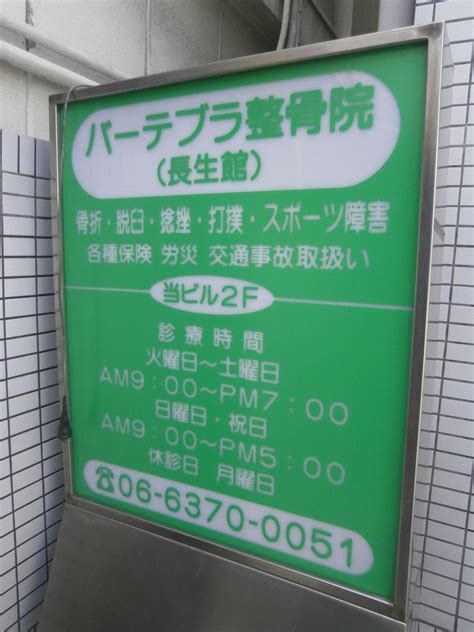 バーテブラ整骨院
(長生館)
骨折・脱臼・捻挫・打撲・スポーツ障害
各種保険 労災 交通事故取扱い
当ビル2F
診療時間
火曜日～土曜日
AM9：00～PM7：00
日曜日・祝日
AM9：00～PM5：00
休診日 月曜日
☎06-6370-0051